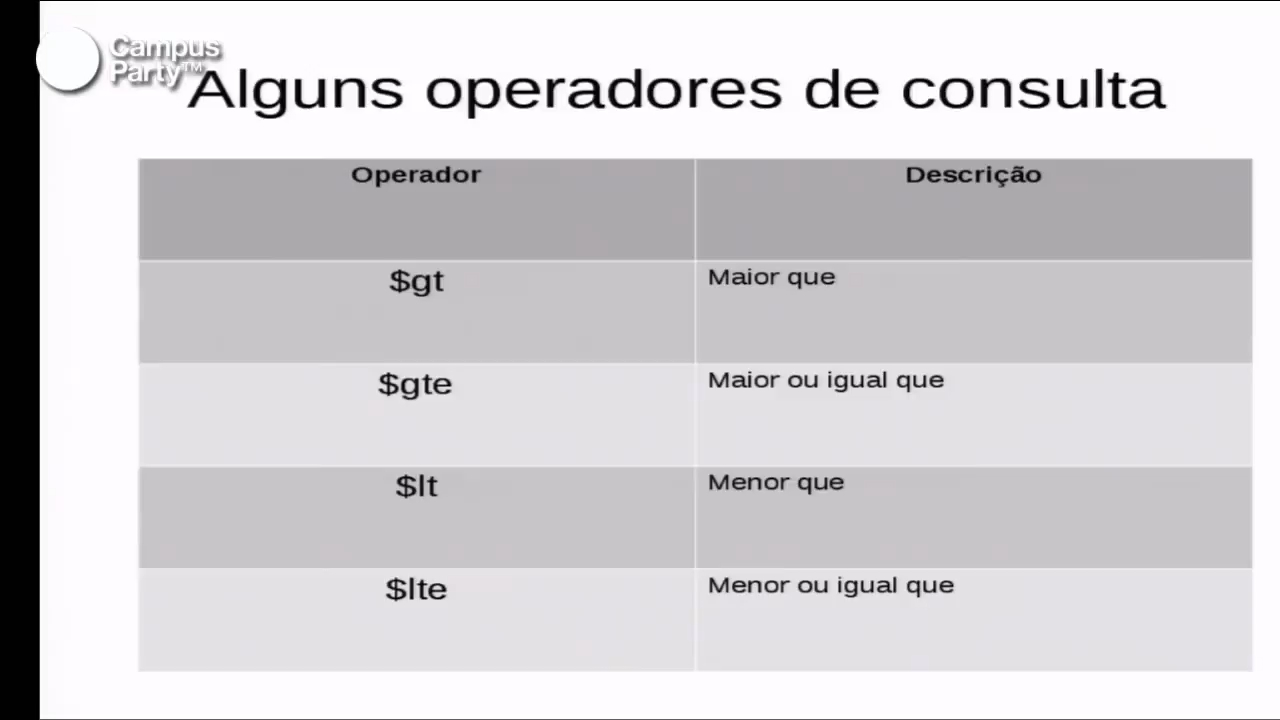 Campus
Party™
Alguns operadores de consulta
Operador
Descrição
$gt
Maior que
$gte
Maior ou igual que
$lt
Menor que
$lte
Menor ou igual que